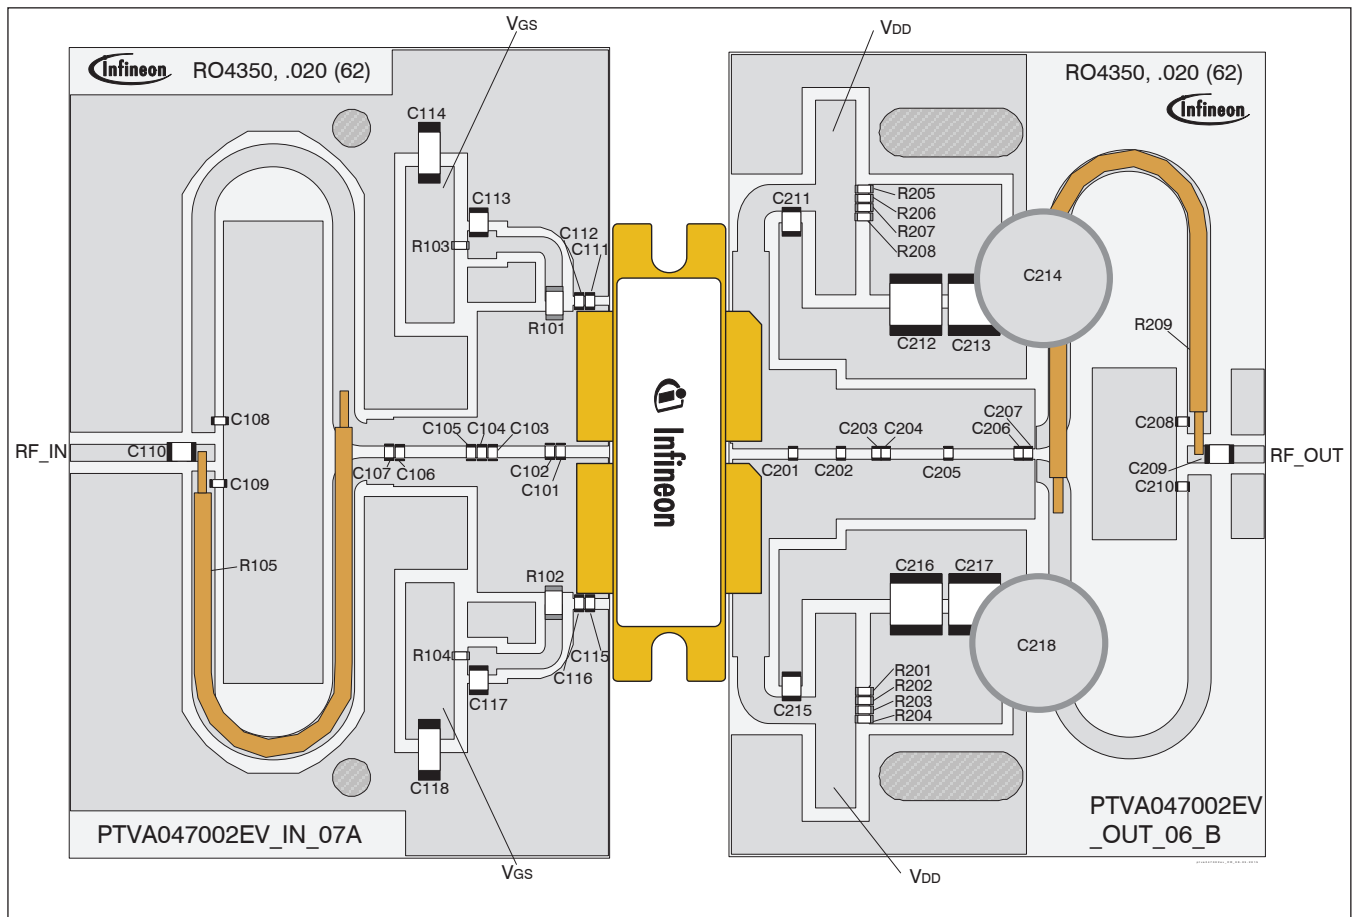 VGS
VDD
Infineon
RO4350, .020 (62)
RO4350, .020 (62)
Infineon
C114
C113
R103
C112
C111
R101
C211
R205
R206
R207
R208
C214
C212
C213
R209
C108
C110
C109
RF_IN
C105
C104
C103
C107
C106
C102
C101
Infineon
C201
C202
C203
C204
C205
C207
C206
C208
C209
C210
RF_OUT
R105
R102
R104
C115
C116
C117
C118
C216
C217
C218
C215
R201
R202
R203
R204
PTVA047002EV_IN_07A
PTVA047002EV
_OUT_06_B
VGS
VDD